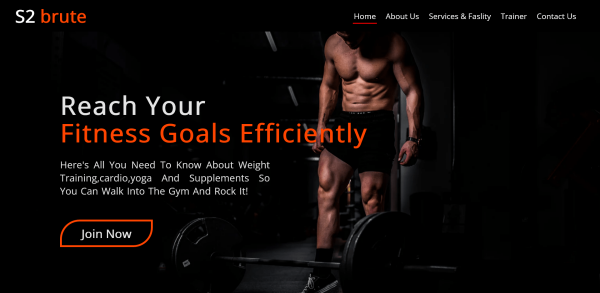 S2 brute
Home About Us Services & Faslity Trainer Contact Us
Reach Your
Fitness Goals Efficiently
Here's All You Need To Know About Weight
Training,cardio,yoga And Supplements So
You Can Walk Into The Gym And Rock It!
Join Now